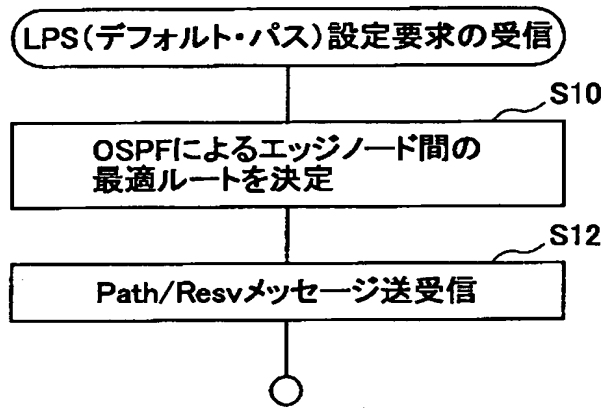 LPS(デフォルト・パス)設定要求の受信
S10
OSPFによるエッジノード間の
最適ルートを決定
S12
Path/Resvメッセージ送受信